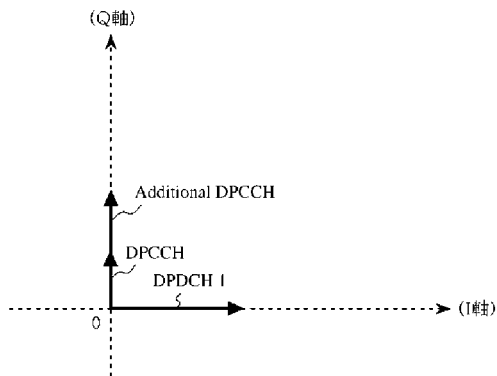 (Q軸)
Additional DPCCH
DPCCH
DPDCH 1
0
(I軸)